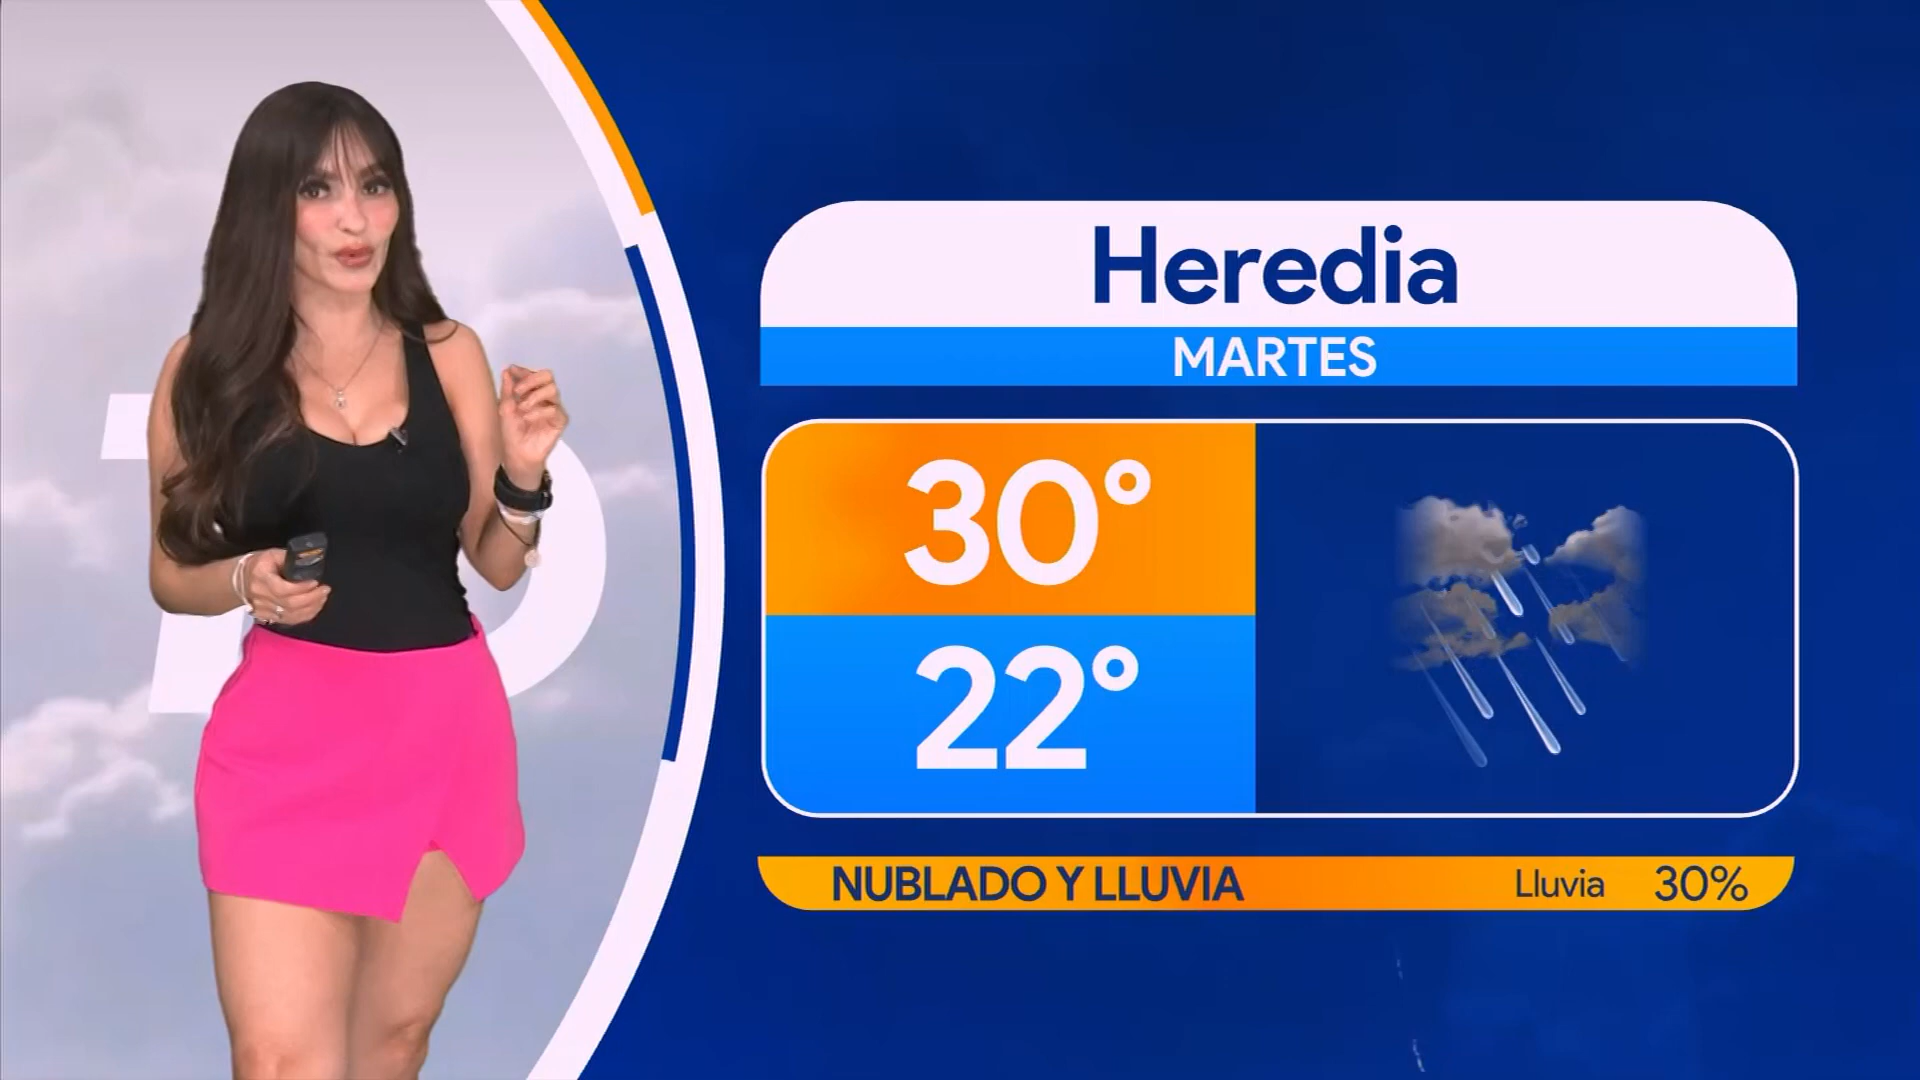 Heredia
MARTES
30°
22°
NUBLADO Y LLUVIA
Lluvia 30%